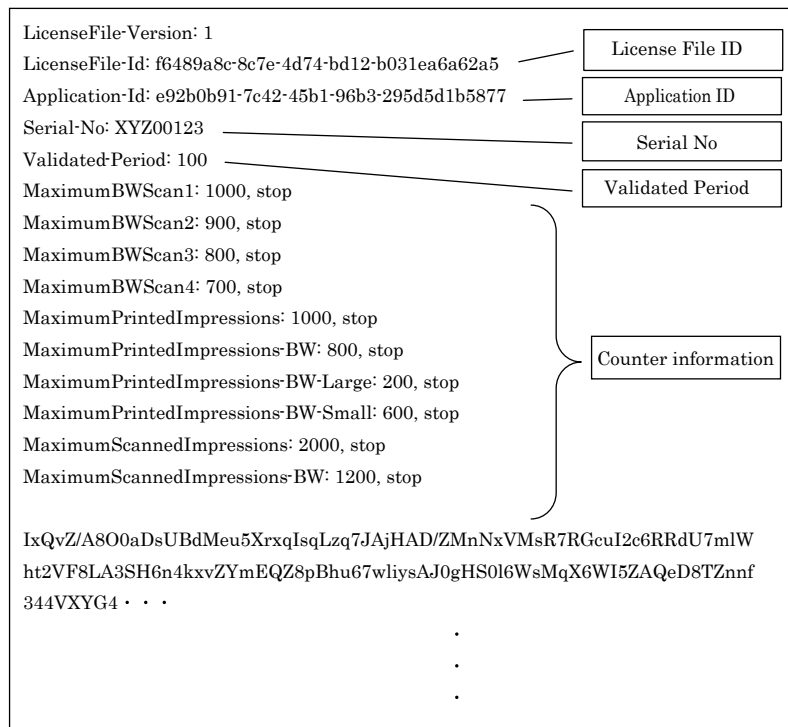 LicenseFile-Version: 1
LicenseFile-Id: f6489a8c-8c7e-4d74-bd12-b031ea6a62a5
License File ID
Application-Id: e92b0b91-7c42-45b1-96b3-295d5d1b5877
Application ID
Serial-No: XYZ00123
Serial No
Validated-Period: 100
Validated Period
MaximumBWScan1: 1000, stop
MaximumBWScan2: 900, stop
MaximumBWScan3: 800, stop
MaximumBWScan4: 700, stop
MaximumPrintedImpressions: 1000, stop
MaximumPrintedImpressions-BW: 800, stop
MaximumPrintedImpressions-BW-Large: 200, stop
MaximumPrintedImpressions-BW-Small: 600, stop
MaximumScannedImpressions: 2000, stop
MaximumScannedImpressions-BW: 1200, stop
Counter information
IxQvZ/A8O0aDsUBdMeu5XrxqIsqLzq7JAjHAD/ZMnNxVMsR7RGcuI2c6RRdU7mlW
ht2VF8LA3SH6n4kxvZYmEQZ8pBhu67wliysAJ0gHS0l6WsMqX6WI5ZAQeD8TZnnf
344VXYG4・・・